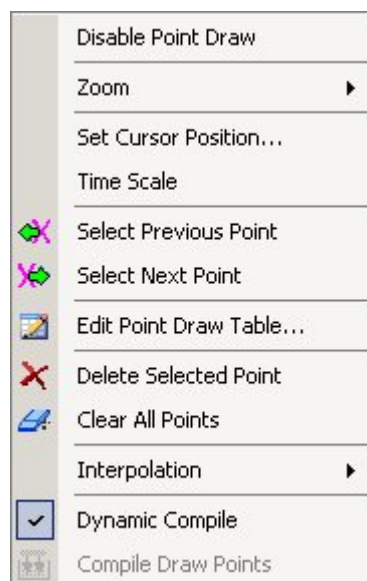 Disable Point Draw
Zoom
Set Cursor Position...
Time Scale
Select Previous Point
Select Next Point
Edit Point Draw Table...
Delete Selected Point
Clear All Points
Interpolation
Dynamic Compile
Compile Draw Points